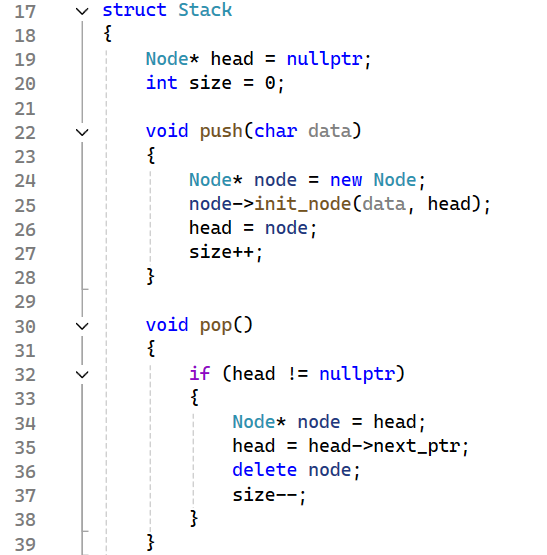 17 struct Stack
18 {
19     Node* head = nullptr;
20     int size = 0;
21
22     void push(char data)
23     {
24         Node* node = new Node;
25         node->init_node(data, head);
26         head = node;
27         size++;
28     }
29
30     void pop()
31     {
32         if (head != nullptr)
33         {
34             Node* node = head;
35             head = head->next_ptr;
36             delete node;
37             size--;
38         }
39     }